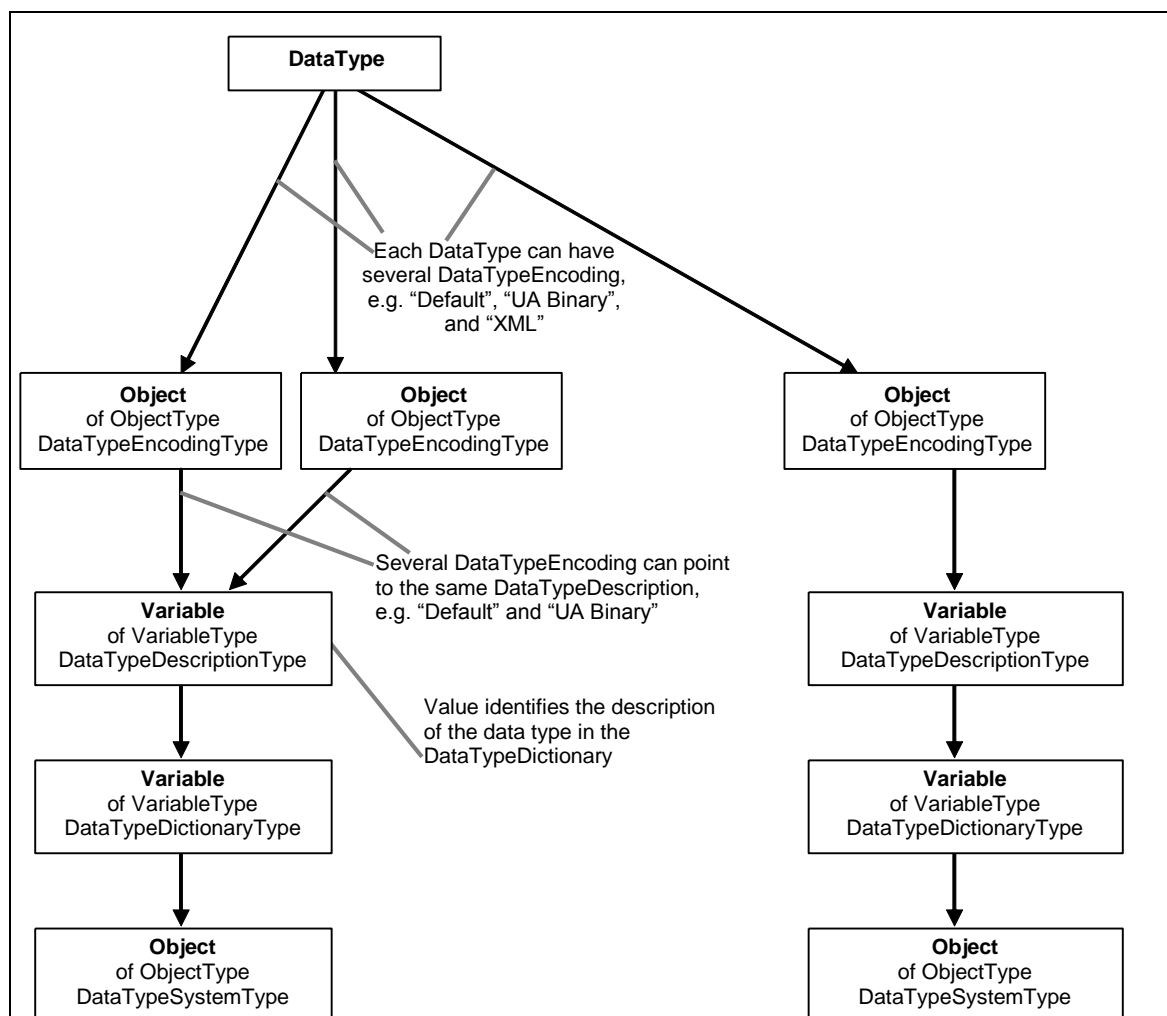 DataType
Each DataType can have
several DataTypeEncoding,
e.g. “Default”, “UA Binary”,
and “XML”
Object
of ObjectType
DataTypeEncodingType
Object
of ObjectType
DataTypeEncodingType
Object
of ObjectType
DataTypeEncodingType
Several DataTypeEncoding can point
to the same DataTypeDescription,
e.g. “Default” and “UA Binary”
Variable
of VariableType
DataTypeDescriptionType
Variable
of VariableType
DataTypeDescriptionType
Value identifies the description
of the data type in the
DataTypeDictionary
Variable
of VariableType
DataTypeDictionaryType
Variable
of VariableType
DataTypeDictionaryType
Object
of ObjectType
DataTypeSystemType
Object
of ObjectType
DataTypeSystemType